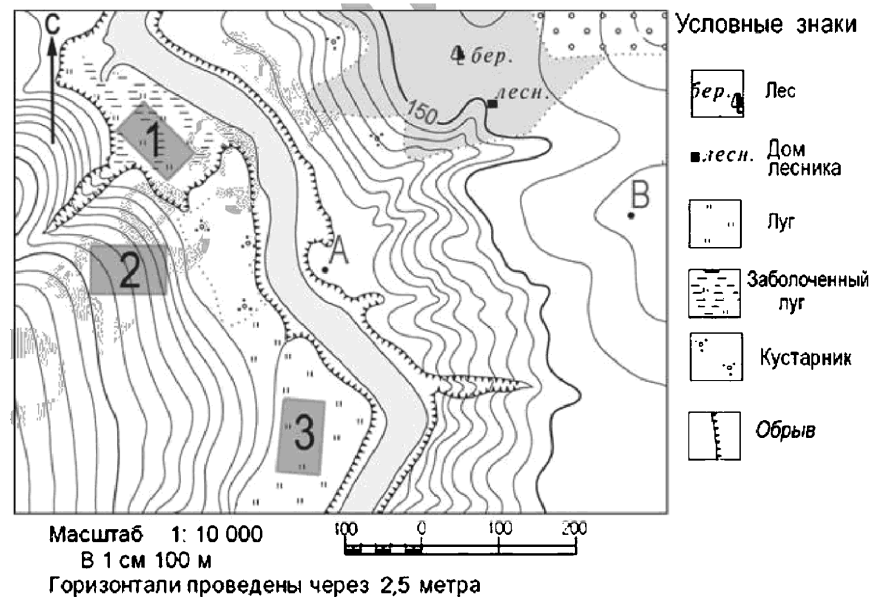 Условные знаки
С
бер.
лесн.
150
1
2
3
А
В
бер.
Лес
лесн.
Дом
лесника
Луг
Заболоченный
луг
Кустарник
Обрыв
Масштаб 1: 10 000
В 1 см 100 м
Горизонтали проведены через 2,5 метра
100 0 100 200